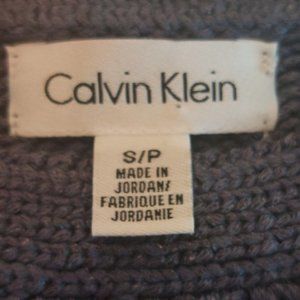 Calvin Klein
S/P
MADE IN
JORDAN/
FABRIQUE EN
JORDANIE